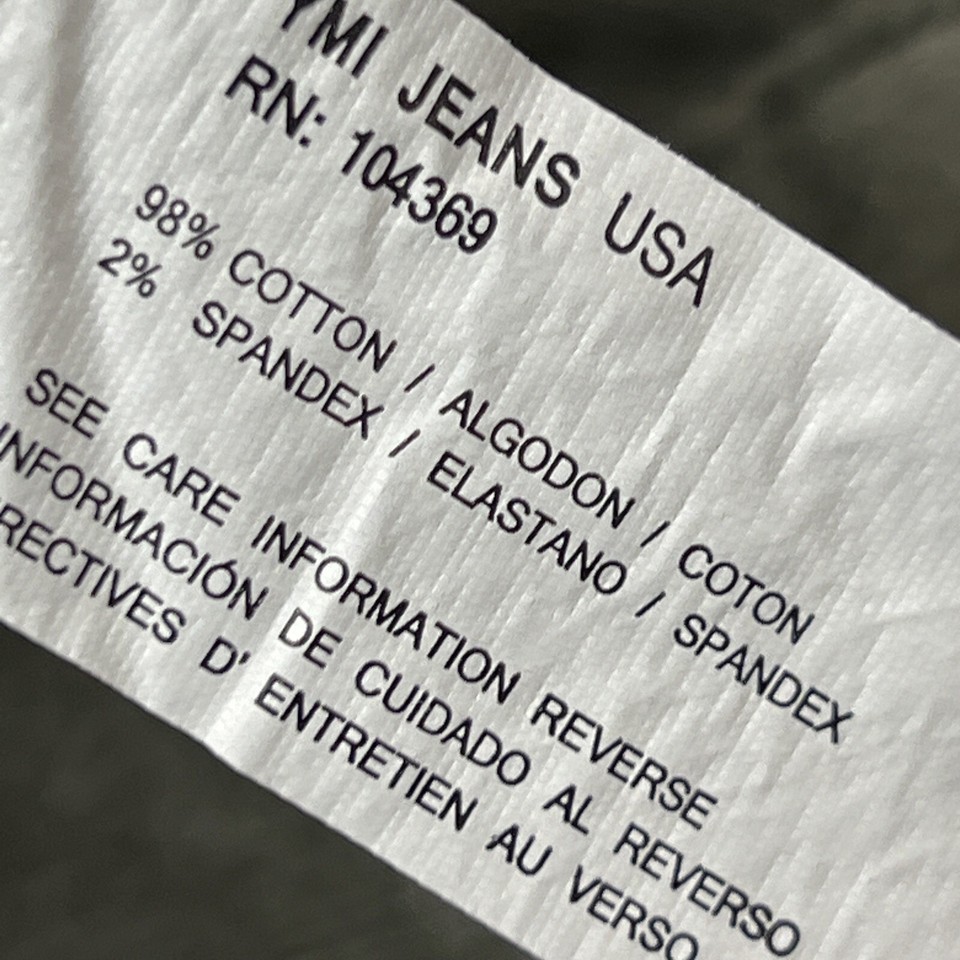 YMI JEANS USA
RN: 104369
98% COTTON / ALGODON / COTON
2% SPANDEX / ELASTANO / SPANDEX
SEE CARE INFORMATION REVERSE
INFORMACIÓN DE CUIDADO AL REVERSO
RECTIVES D' ENTRETIEN AU VERSO